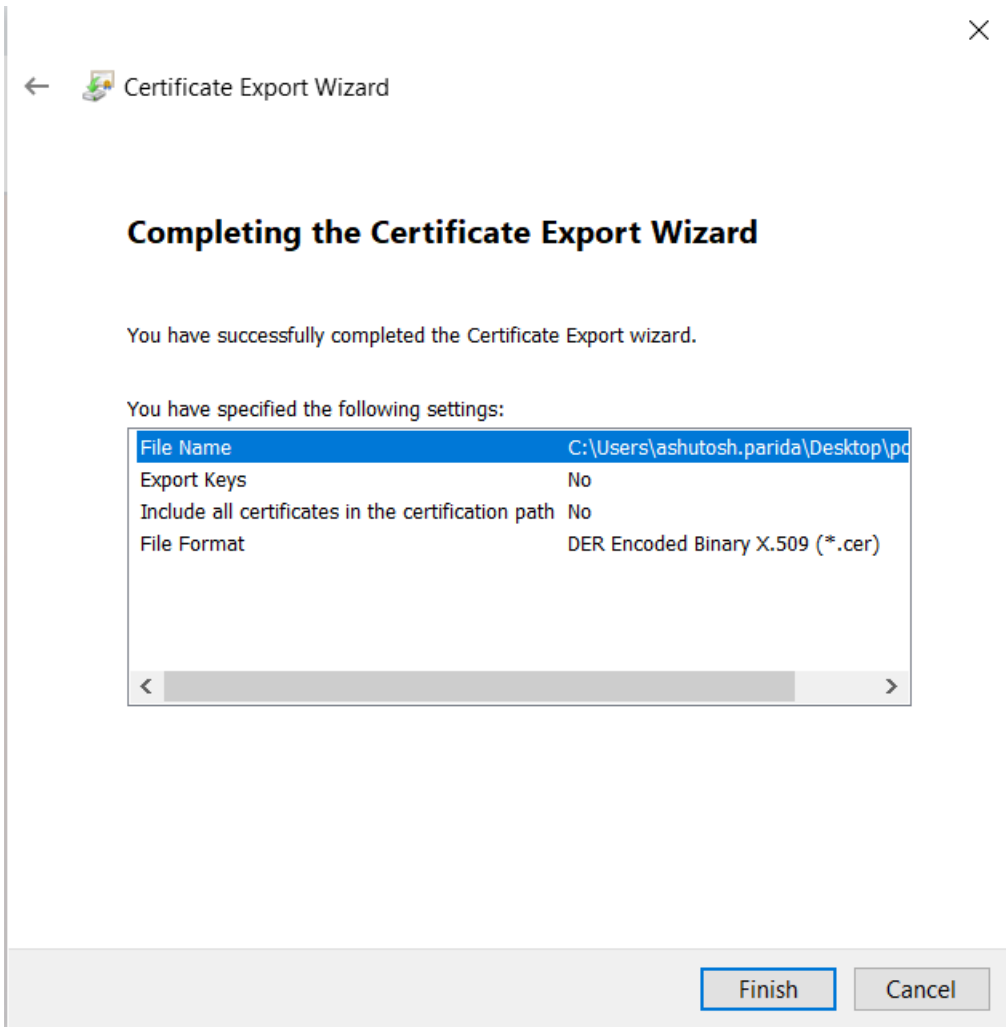 Certificate Export Wizard
Completing the Certificate Export Wizard
You have successfully completed the Certificate Export wizard.
You have specified the following settings:
File Name C:\Users\ashutosh.parida\Desktop\pc
Export Keys No
Include all certificates in the certification path No
File Format DER Encoded Binary X.509 (*.cer)
Finish Cancel